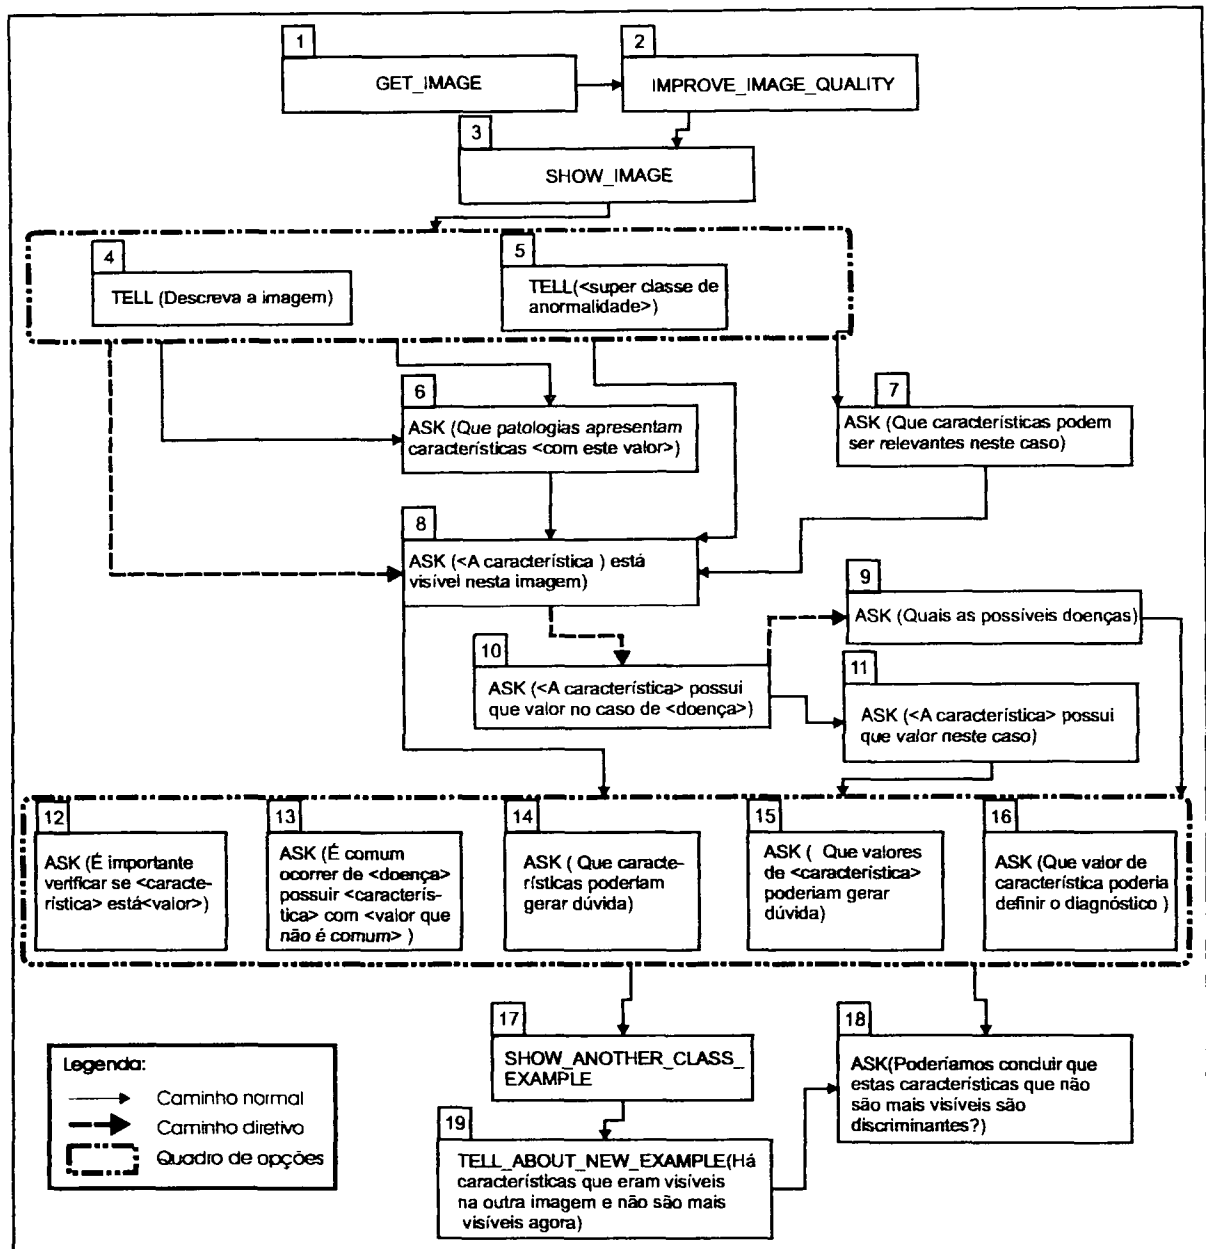 1
GET_IMAGE
2
IMPROVE_IMAGE_QUALITY
3
SHOW_IMAGE
4
TELL (Descreva a imagem)
5
TELL(<super classe de
anormalidade>)
6
ASK (Que patologias apresentam
características <com este valor>)
7
ASK (Que características podem
ser relevantes neste caso)
8
ASK (<A característica ) está
visível nesta imagem)
9
ASK (Quais as possíveis doenças)
10
ASK (<A característica> possui
que valor no caso de <doença>)
11
ASK (<A característica> possui
que valor neste caso)
12
ASK (É importante
verificar se <caracte-
rística> está<valor>)
13
ASK (É comum
ocorrer de <doença>
possuir <caracterís-
tica> com <valor que
não é comum> )
14
ASK ( Que caracte-
rísticas poderiam
gerar dúvida)
15
ASK ( Que valores
de <característica>
poderiam gerar
dúvida)
16
ASK (Que valor de
característica poderia
definir o diagnóstico )
17
SHOW_ANOTHER_CLASS_
EXAMPLE
18
ASK(Poderíamos concluir que
estas características que não
são mais visíveis são
discriminantes?)
19
TELL_ABOUT_NEW_EXAMPLE(Há
características que eram visíveis
na outra imagem e não são mais
visíveis agora)
Legenda:
Caminho normal
Caminho diretivo
Quadro de opções